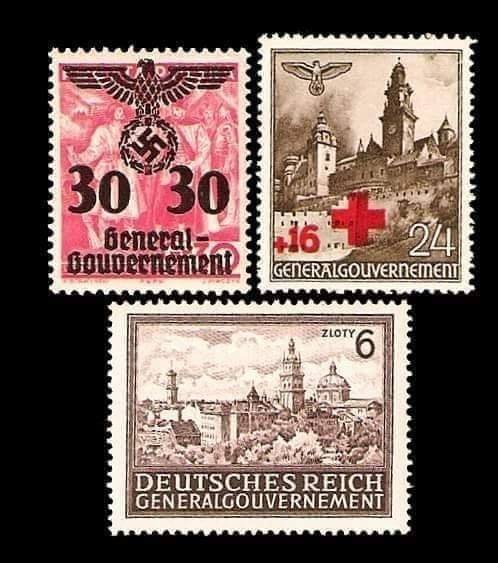 30 30
General-
Gouvernement
+16
24
GENERALGOUVERNEMENT
ZLOTY 6
DEUTSCHES REICH
GENERALGOUVERNEMENT